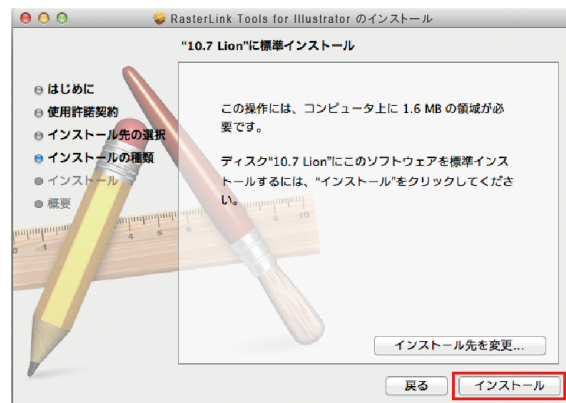 RasterLink Tools for Illustrator のインストール
"10.7 Lion"に標準インストール
はじめに
使用許諾契約
インストール先の選択
インストールの種類
インストール
概要
この操作には、コンピュータ上に 1.6 MB の領域が必
要です。
ディスク"10.7 Lion"にこのソフトウェアを標準インス
トールするには、"インストール"をクリックしてくださ
い。
インストール先を変更...
戻る
インストール